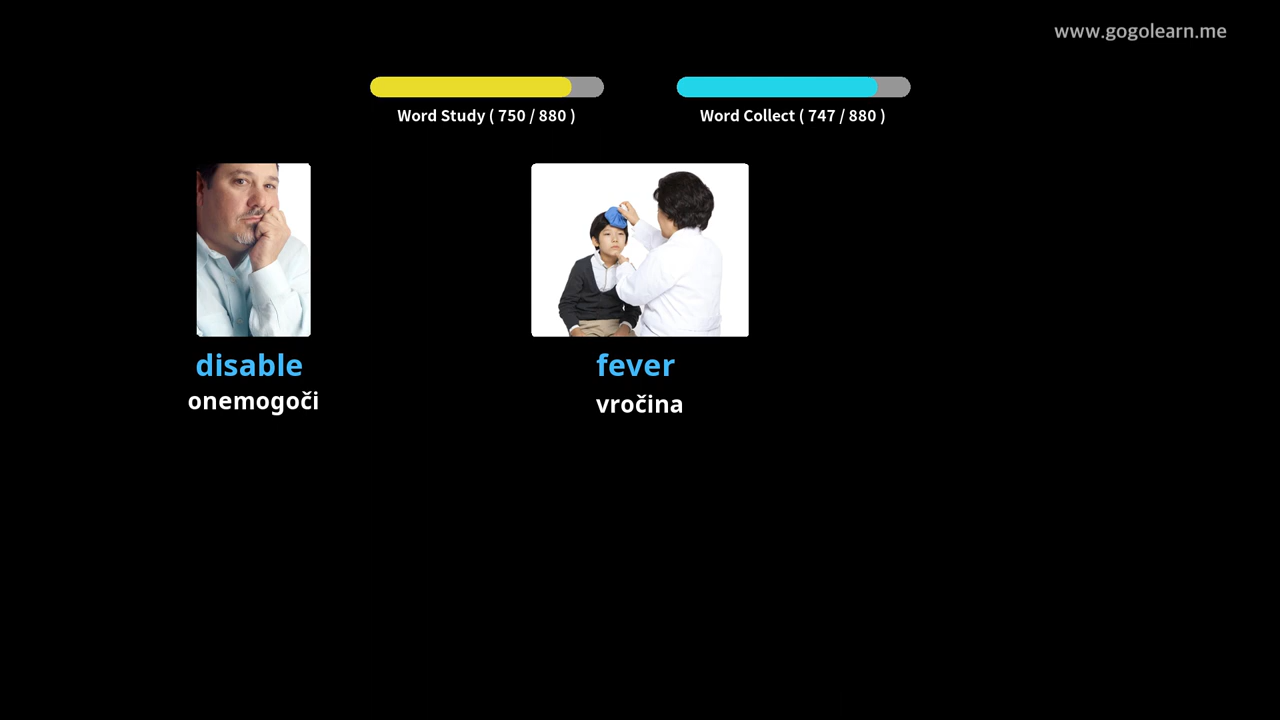 www.gogolearn.me
Word Study ( 750 / 880 )
Word Collect ( 747 / 880 )
disable
onemogoči
fever
vročina